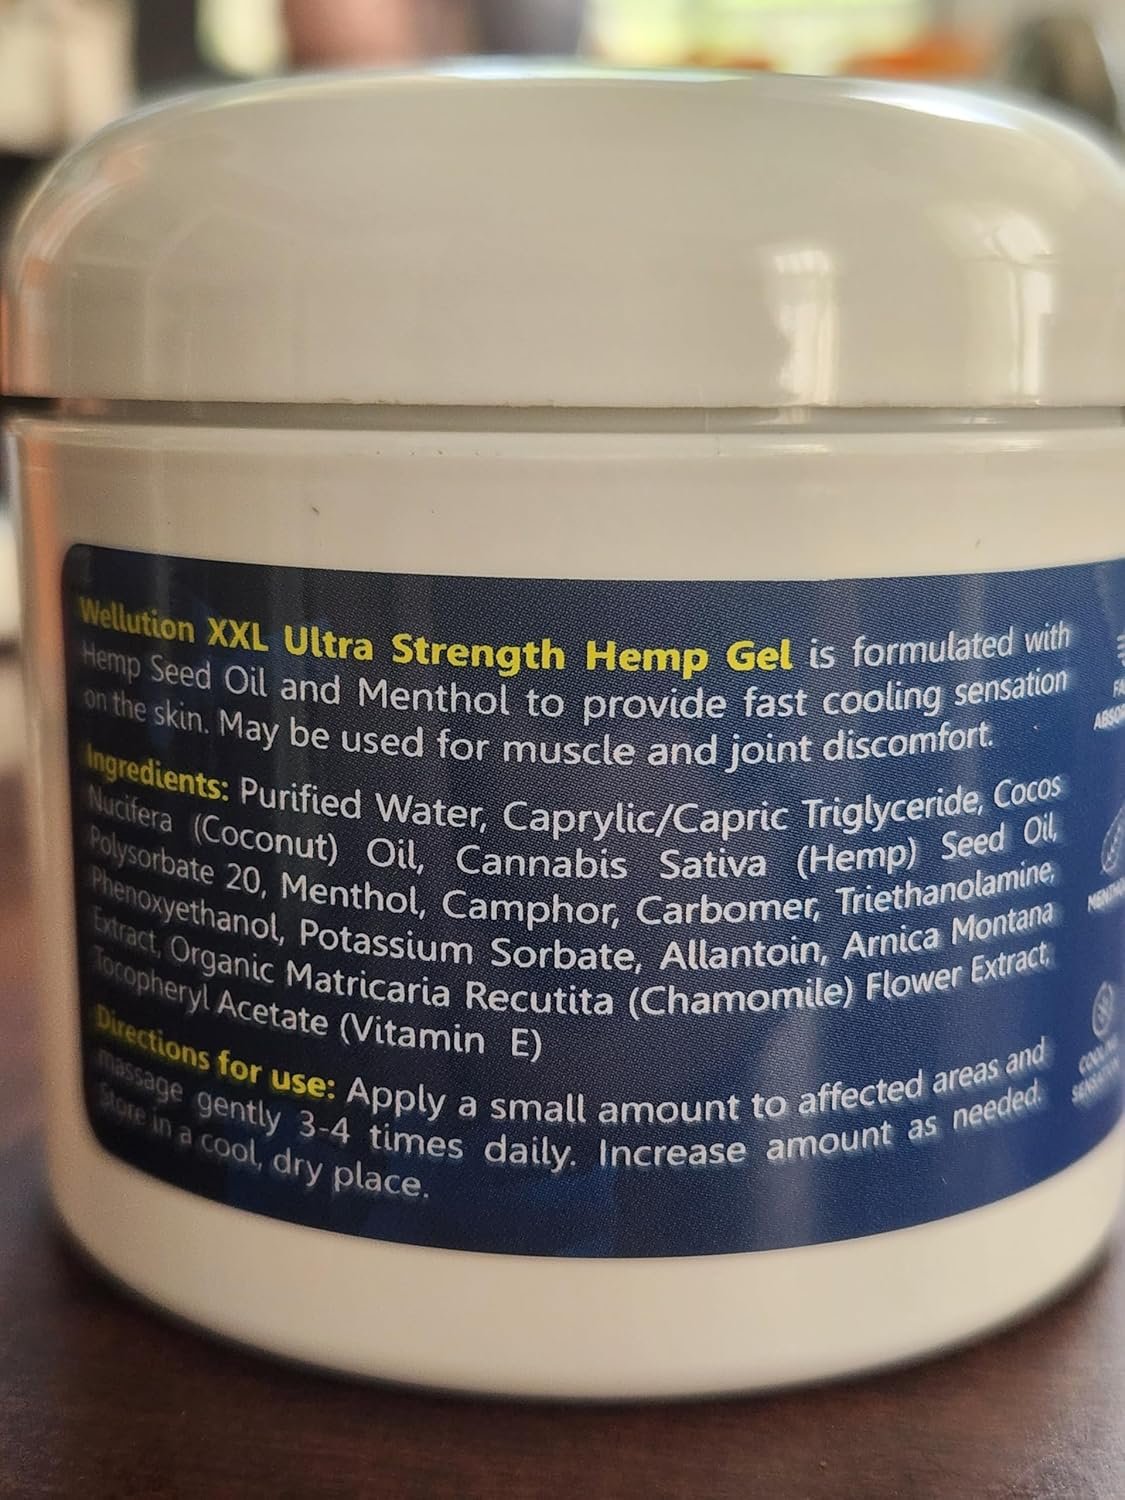 Wellution XXL Ultra Strength Hemp Gel is formulated with
Hemp Seed Oil and Menthol to provide fast cooling sensation
on the skin. May be used for muscle and joint discomfort.
Ingredients: Purified Water, Caprylic/Capric Triglyceride, Cocos
Nucifera (Coconut) Oil, Cannabis Sativa (Hemp) Seed Oil,
Polysorbate 20, Menthol, Camphor, Carbomer, Triethanolamine,
Phenoxyethanol, Potassium Sorbate, Allantoin, Arnica Montana
Extract, Organic Matricaria Recutita (Chamomile) Flower Extract,
Tocopheryl Acetate (Vitamin E)
Directions for use: Apply a small amount to affected areas and
massage gently 3-4 times daily. Increase amount as needed.
Store in a cool, dry place.